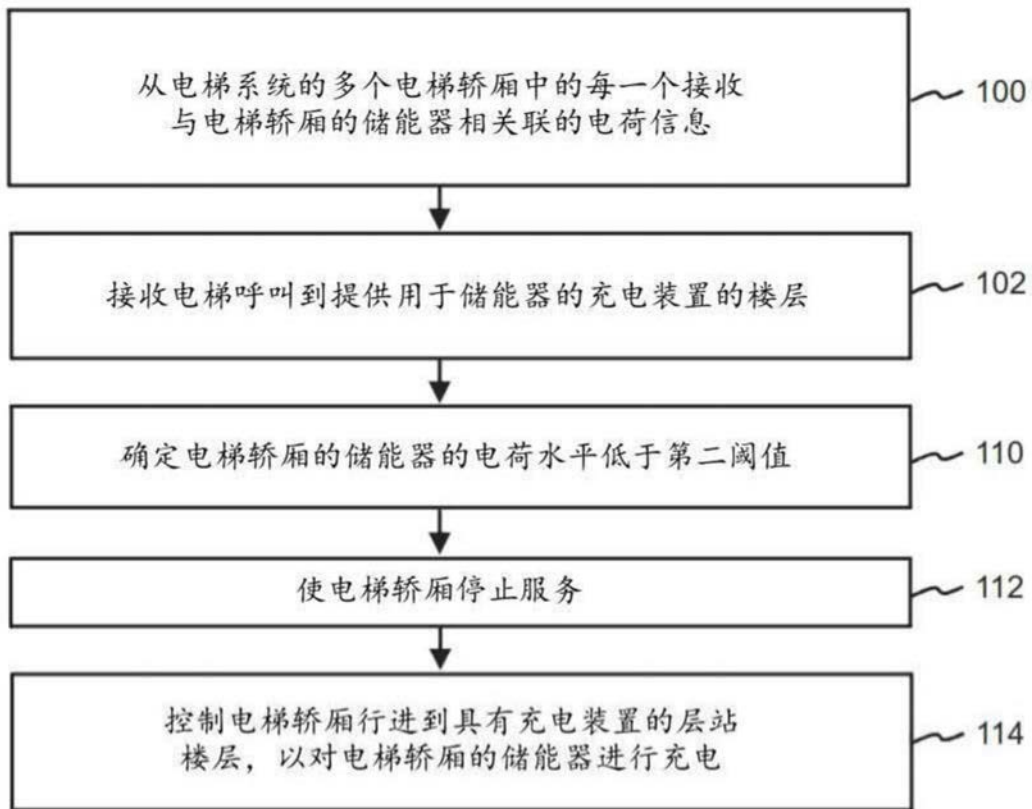 从电梯系统的多个电梯轿厢中的每一个接收
与电梯轿厢的储能器相关联的电荷信息
100
接收电梯呼叫到提供用于储能器的充电装置的楼层
102
确定电梯轿厢的储能器的电荷水平低于第二阈值
110
使电梯轿厢停止服务
112
控制电梯轿厢行进到具有充电装置的层站
楼层，以对电梯轿厢的储能器进行充电
114